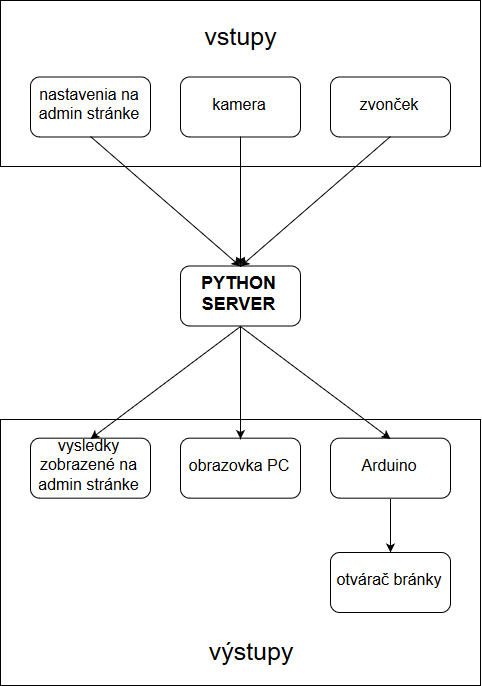 vstupy
nastavenia na
admin stránke
kamera
zvonček
PYTHON
SERVER
vysledky
zobrazené na
admin stránke
obrazovka PC
Arduino
otvárač bránky
výstupy